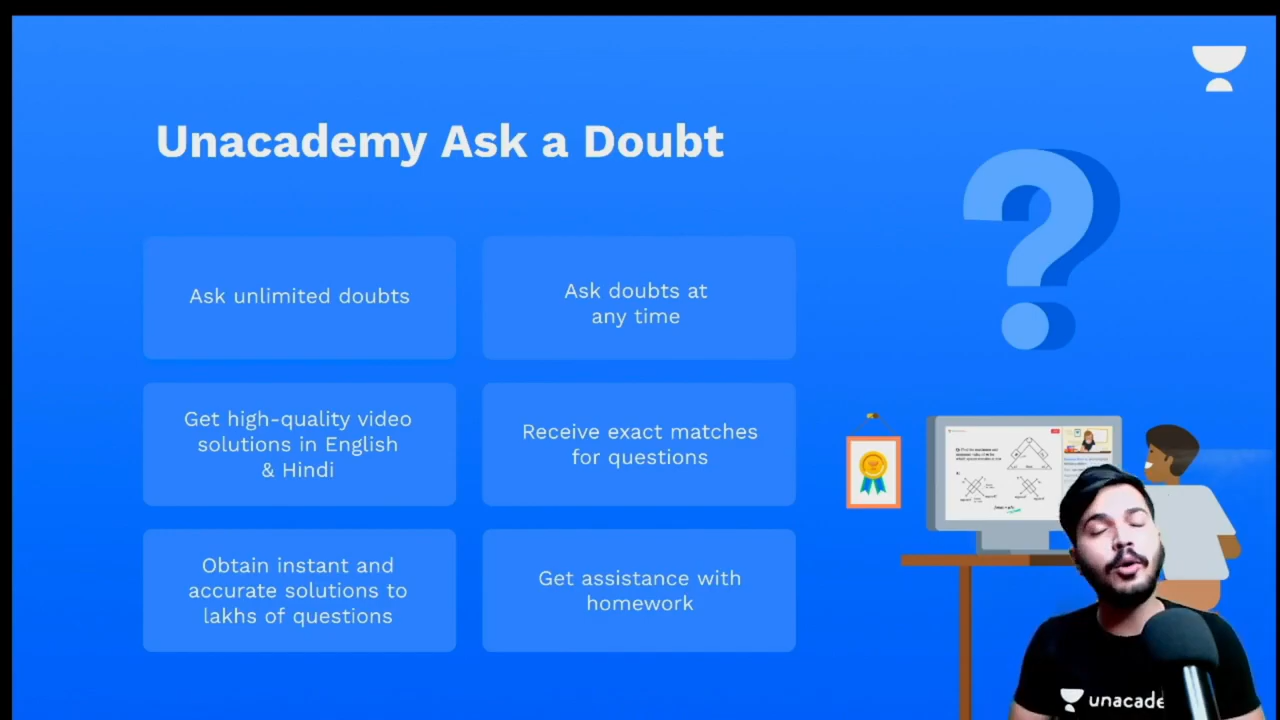 Unacademy Ask a Doubt
Ask unlimited doubts
Ask doubts at
any time
Get high-quality video
solutions in English
& Hindi
Receive exact matches
for questions
Obtain instant and
accurate solutions to
lakhs of questions
Get assistance with
homework
?
unacade